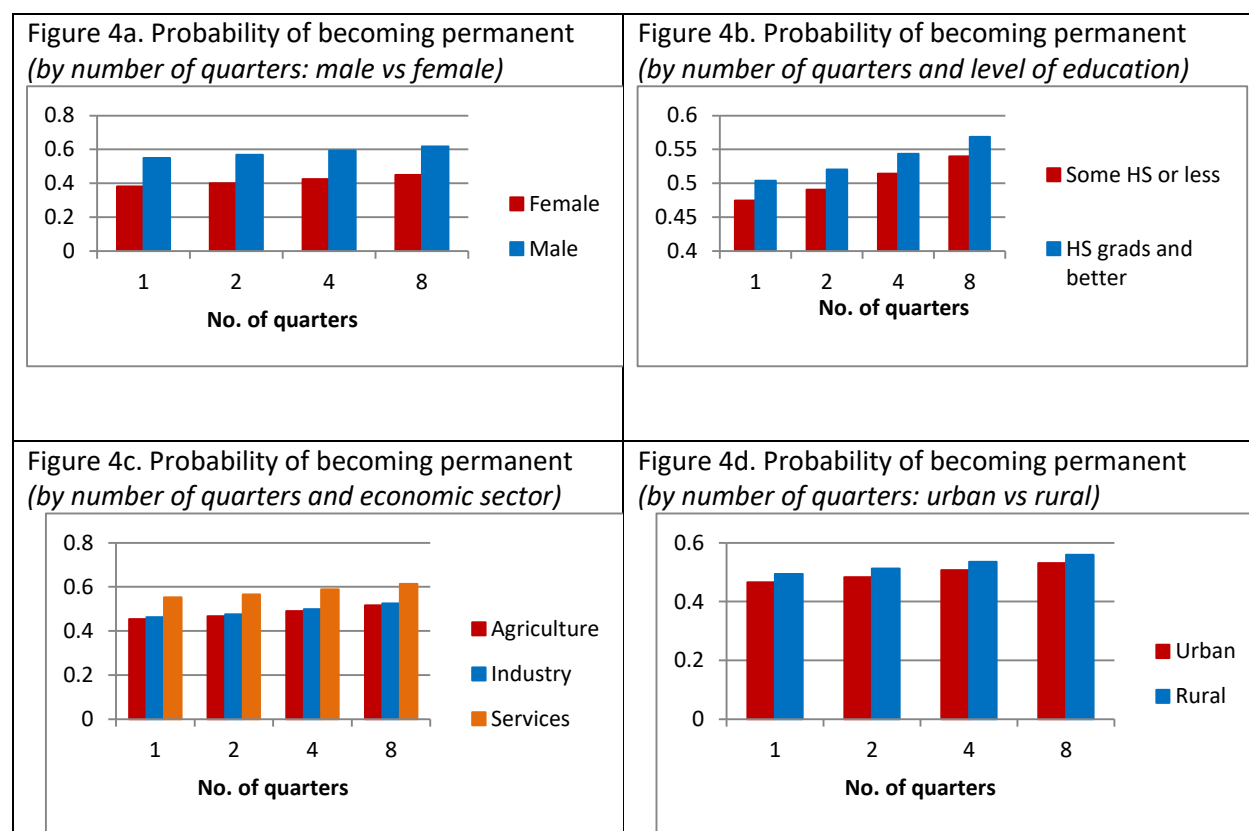 Figure 4a. Probability of becoming permanent
(by number of quarters: male vs female)
0.8
0.6
0.4
0.2
0
1 2 4 8
No. of quarters
Female
Male
Figure 4b. Probability of becoming permanent
(by number of quarters and level of education)
0.6
0.55
0.5
0.45
0.4
1 2 4 8
No. of quarters
Some HS or less
HS grads and
better
Figure 4c. Probability of becoming permanent
(by number of quarters and economic sector)
0.8
0.6
0.4
0.2
0
1 2 4 8
No. of quarters
Agriculture
Industry
Services
Figure 4d. Probability of becoming permanent
(by number of quarters: urban vs rural)
0.6
0.4
0.2
0
1 2 4 8
No. of quarters
Urban
Rural